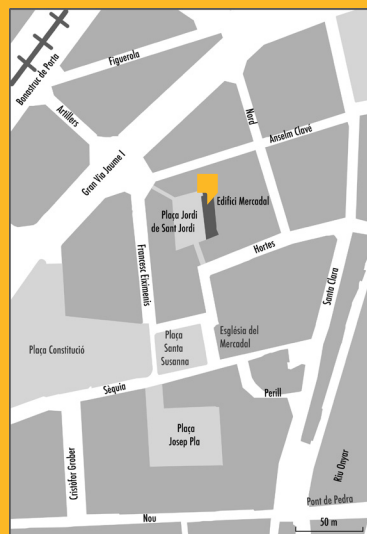 Bonastruc de Porta
Figuerola
Artillers
Gran Via Jaume I
Nord
Anselm Clavé
Edifici Mercadal
Plaça Jordi
de Sant Jordi
Francesc Eiximenis
Hortes
Santa Clara
Plaça Constitució
Plaça
Santa
Susanna
Església del
Mercadal
Sèquia
Perill
Plaça
Josep Pla
Cristòfor Grober
Riu Onyar
Pont de Pedra
Nou
50 m